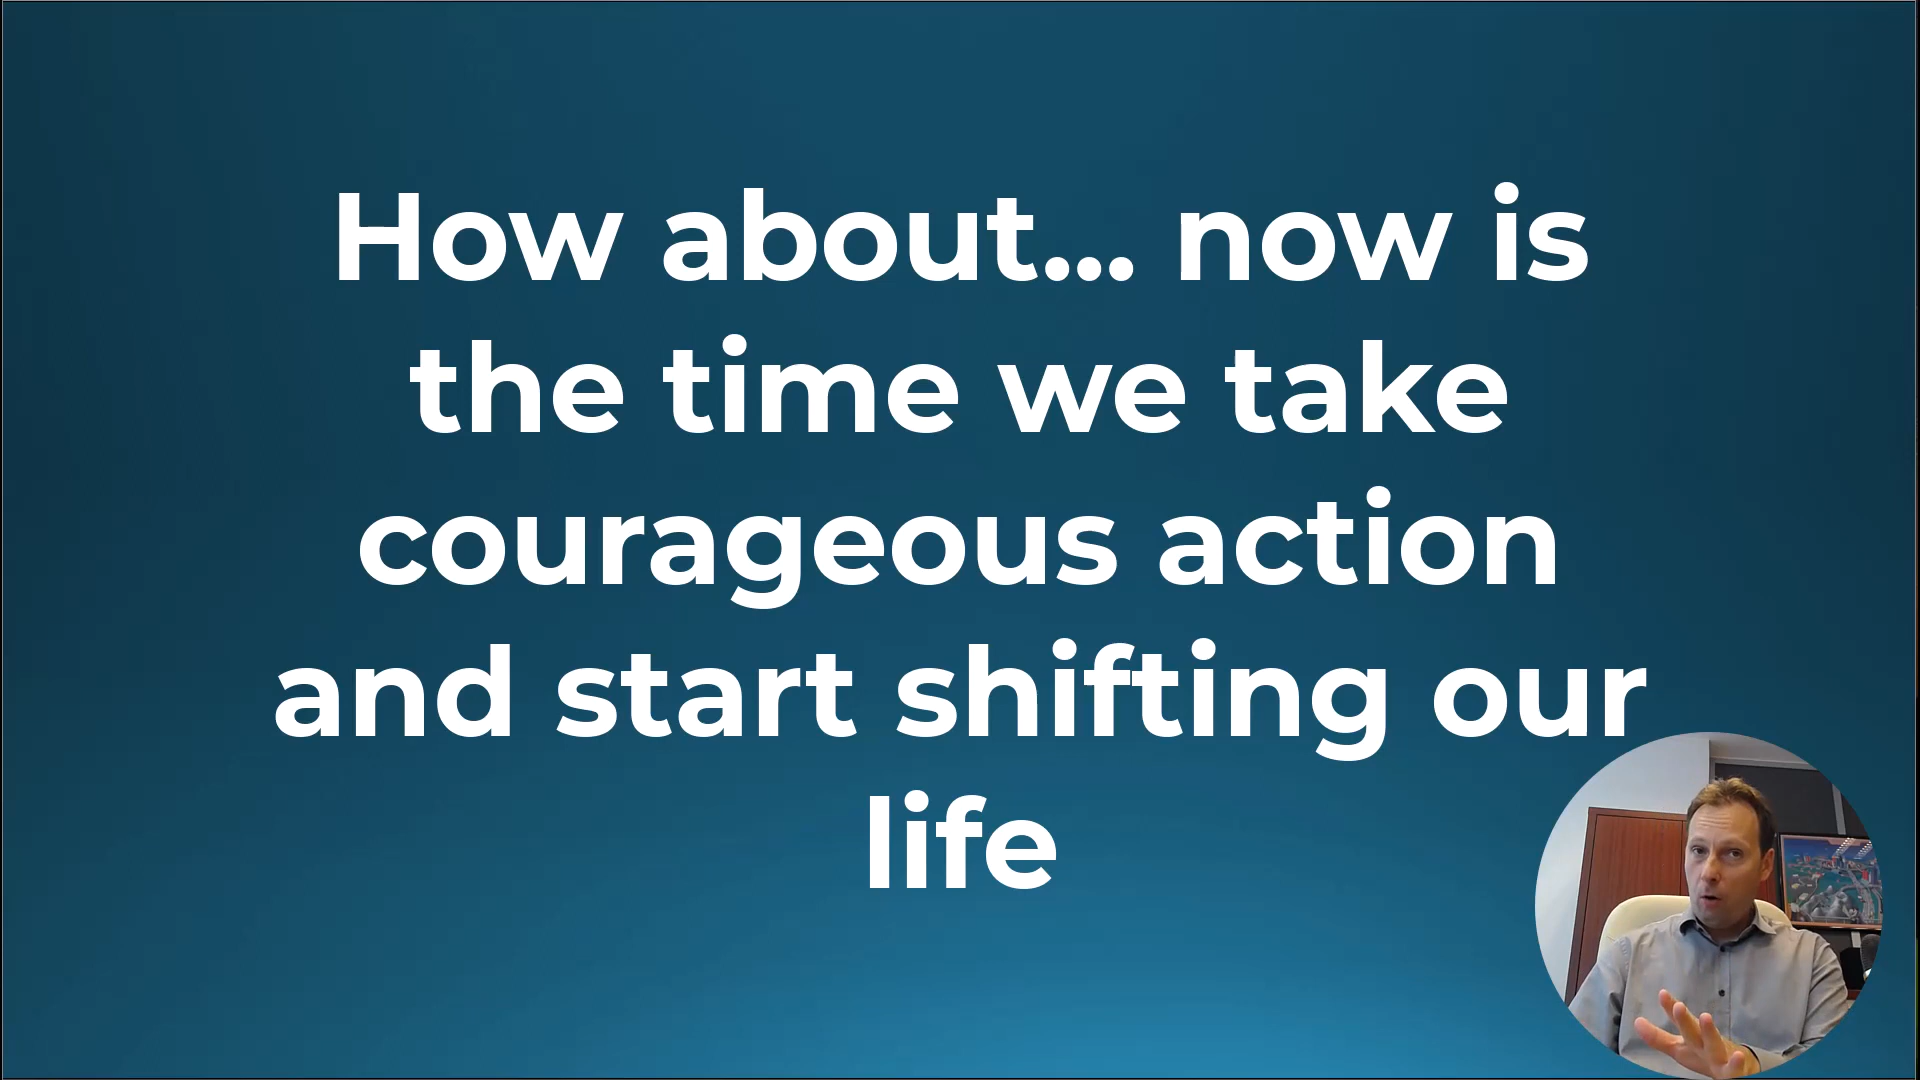 How about... now is
the time we take
courageous action
and start shifting our
life